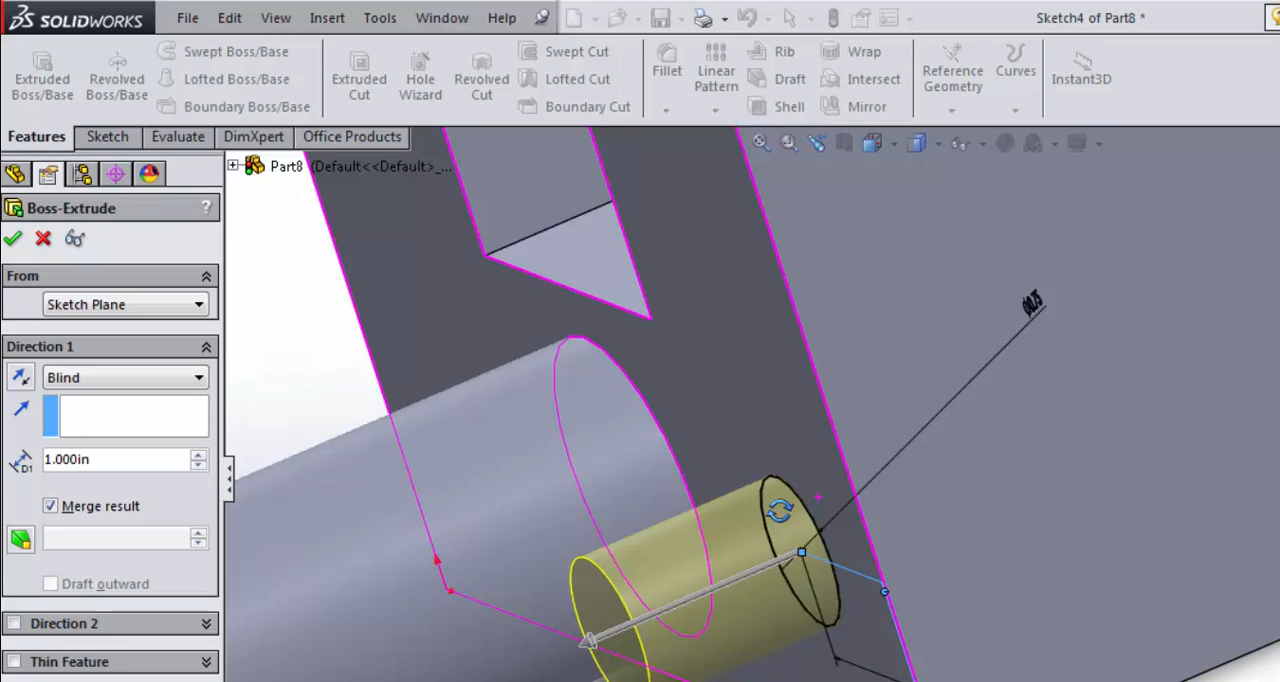 SOLIDWORKS File Edit View Insert Tools Window Help Sketch4 of Part8 *
Extruded Boss/Base
Revolved Boss/Base
Swept Boss/Base
Lofted Boss/Base
Boundary Boss/Base
Extruded Cut
Hole Wizard
Revolved Cut
Swept Cut
Lofted Cut
Boundary Cut
Fillet
Linear Pattern
Rib
Draft
Shell
Wrap
Intersect
Mirror
Reference Geometry
Curves
Instant3D
Features Sketch Evaluate DimXpert Office Products
Part8 (Default<<Default>_...
Boss-Extrude ?
From
Sketch Plane
Direction 1
Blind
D1 1.000in
Merge result
Draft outward
Direction 2
Thin Feature